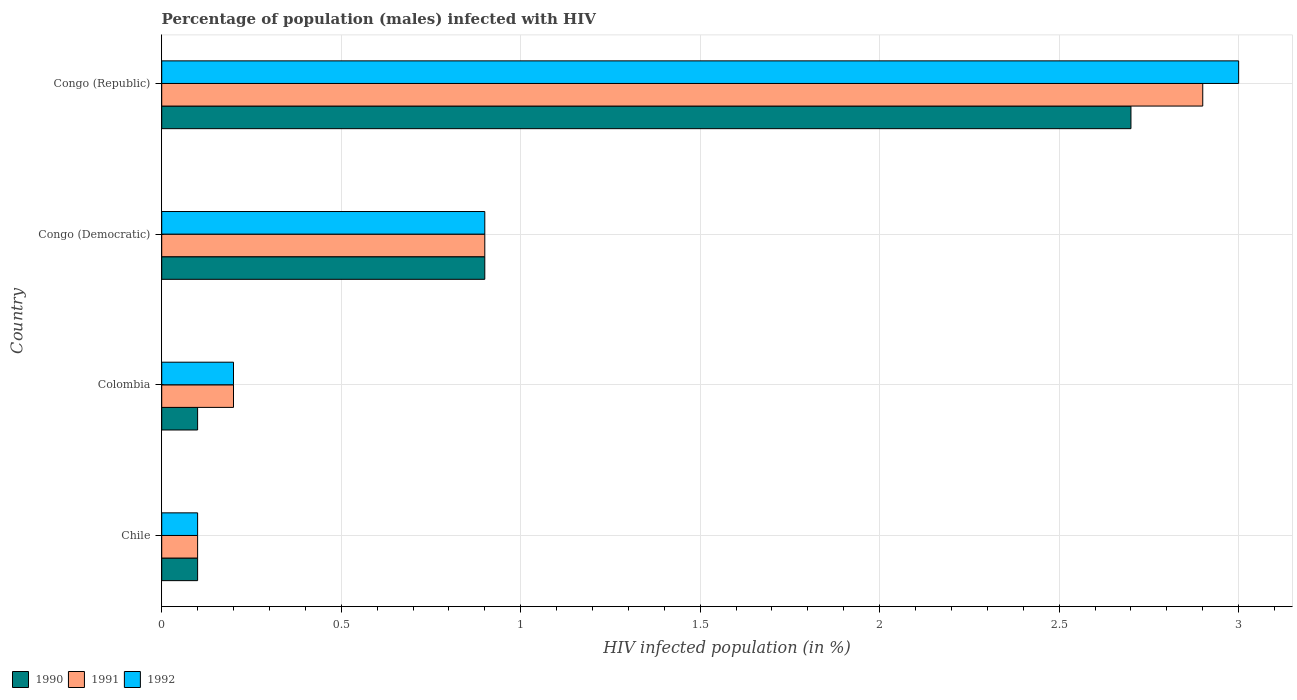 Percentage of population (males) infected with HIV
Congo (Republic)
Congo (Democratic)
Colombia
Chile
Country
0 0.5 1 1.5 2 2.5 3
HIV infected population (in %)
1990 1991 1992